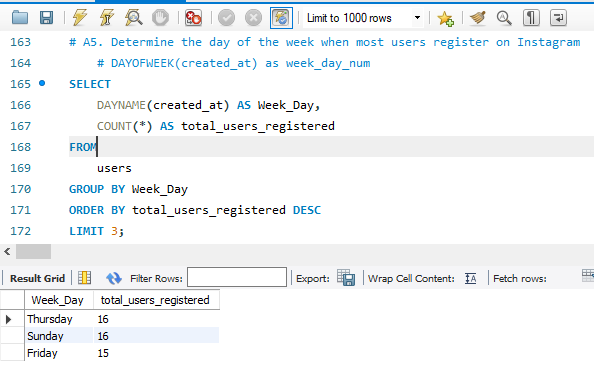 Limit to 1000 rows
163 # A5. Determine the day of the week when most users register on Instagram
164 # DAYOFWEEK(created_at) as week_day_num
165 SELECT
166 DAYNAME(created_at) AS Week_Day,
167 COUNT(*) AS total_users_registered
168 FROM
169 users
170 GROUP BY Week_Day
171 ORDER BY total_users_registered DESC
172 LIMIT 3;
Result Grid Filter Rows: Export: Wrap Cell Content: Fetch rows:
Week_Day total_users_registered
Thursday 16
Sunday 16
Friday 15